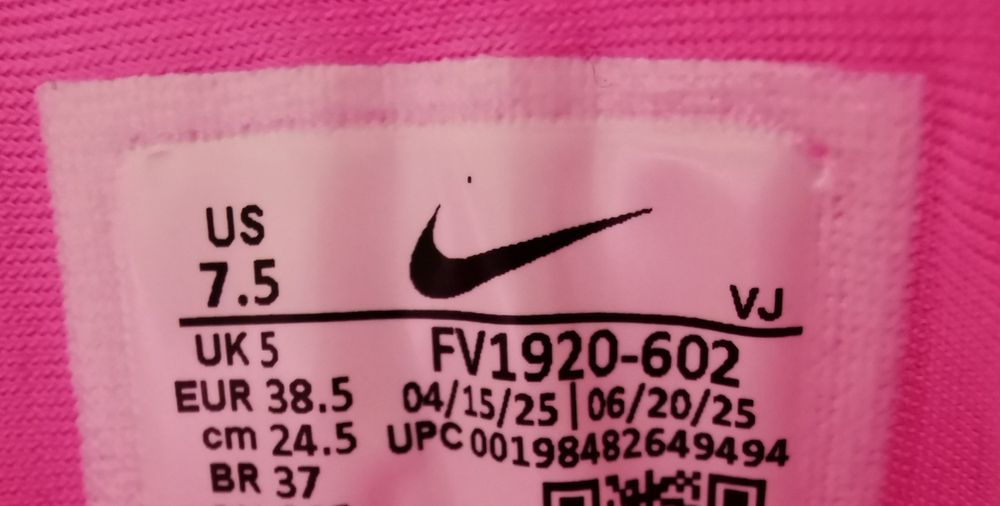 US
7.5
VJ
UK 5
FV1920-602
EUR 38.5
04/15/25 | 06/20/25
cm 24.5
UPC 00198482649494
BR 37